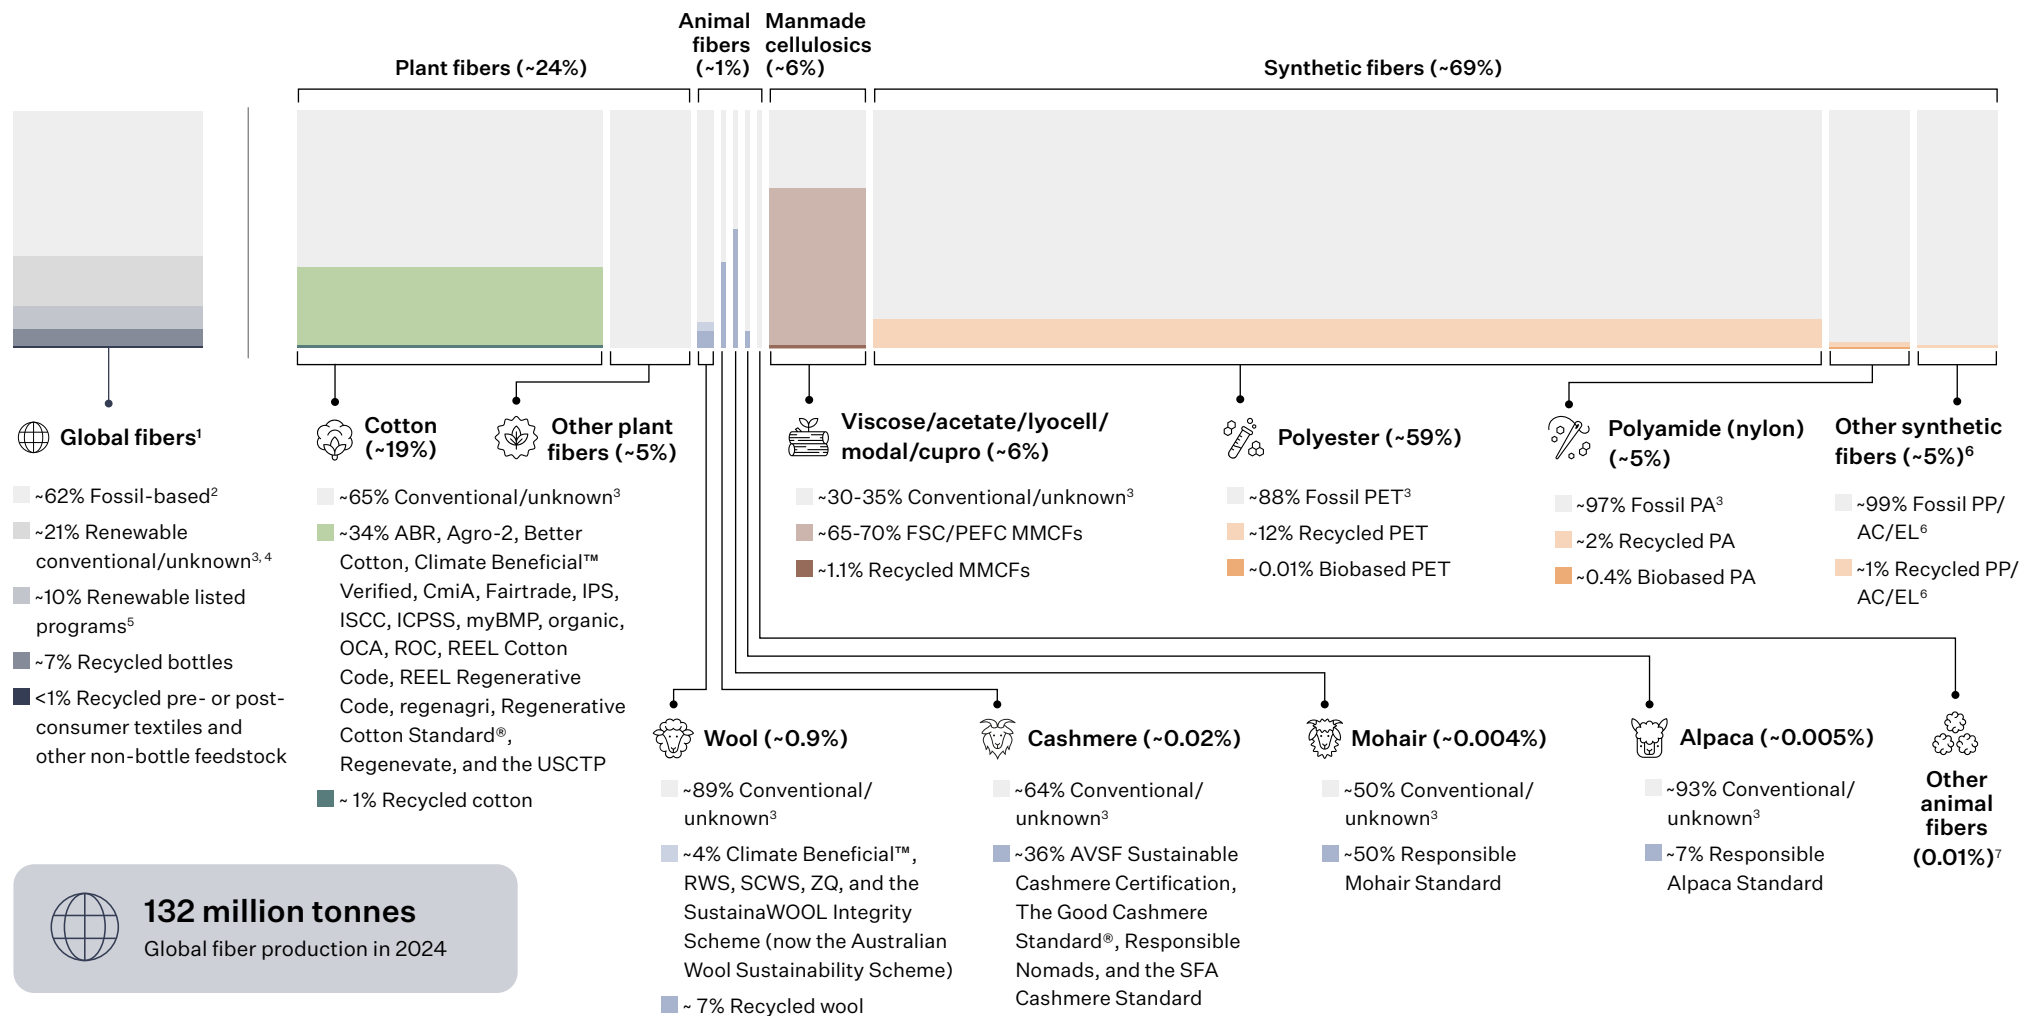 Plant fibers (~24%)
Animal
fibers
(~1%)
Manmade
cellulosics
(~6%)
Synthetic fibers (~69%)
Global fibers¹
~62% Fossil-based²
~21% Renewable
conventional/unknown³,⁴
~10% Renewable listed
programs⁵
~7% Recycled bottles
<1% Recycled pre- or post-
consumer textiles and
other non-bottle feedstock
Cotton
(~19%)
~65% Conventional/unknown³
~34% ABR, Agro-2, Better
Cotton, Climate Beneficial™
Verified, CmiA, Fairtrade, IPS,
ISCC, ICPSS, myBMP, organic,
OCA, ROC, REEL Cotton
Code, REEL Regenerative
Code, regenagri, Regenerative
Cotton Standard®,
Regenevate, and the USCTP
~ 1% Recycled cotton
Other plant
fibers (~5%)
Viscose/acetate/lyocell/
modal/cupro (~6%)
~30-35% Conventional/unknown³
~65-70% FSC/PEFC MMCFs
~1.1% Recycled MMCFs
Polyester (~59%)
~88% Fossil PET³
~12% Recycled PET
~0.01% Biobased PET
Polyamide (nylon)
(~5%)
~97% Fossil PA³
~2% Recycled PA
~0.4% Biobased PA
Other synthetic
fibers (~5%)⁶
~99% Fossil PP/
AC/EL⁶
~1% Recycled PP/
AC/EL⁶
Wool (~0.9%)
~89% Conventional/
unknown³
~4% Climate Beneficial™,
RWS, SCWS, ZQ, and the
SustainaWOOL Integrity
Scheme (now the Australian
Wool Sustainability Scheme)
~ 7% Recycled wool
Cashmere (~0.02%)
~64% Conventional/
unknown³
~36% AVSF Sustainable
Cashmere Certification,
The Good Cashmere
Standard®, Responsible
Nomads, and the SFA
Cashmere Standard
Mohair (~0.004%)
~50% Conventional/
unknown³
~50% Responsible
Mohair Standard
Alpaca (~0.005%)
~93% Conventional/
unknown³
~7% Responsible
Alpaca Standard
Other
animal
fibers
(0.01%)⁷
132 million tonnes
Global fiber production in 2024